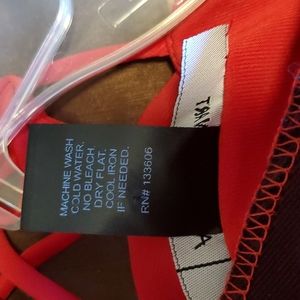 MACHINE WASH
COLD WATER.
NO BLEACH
DRY FLAT.
COOL IRON
IF NEEDED.
RN# 133606